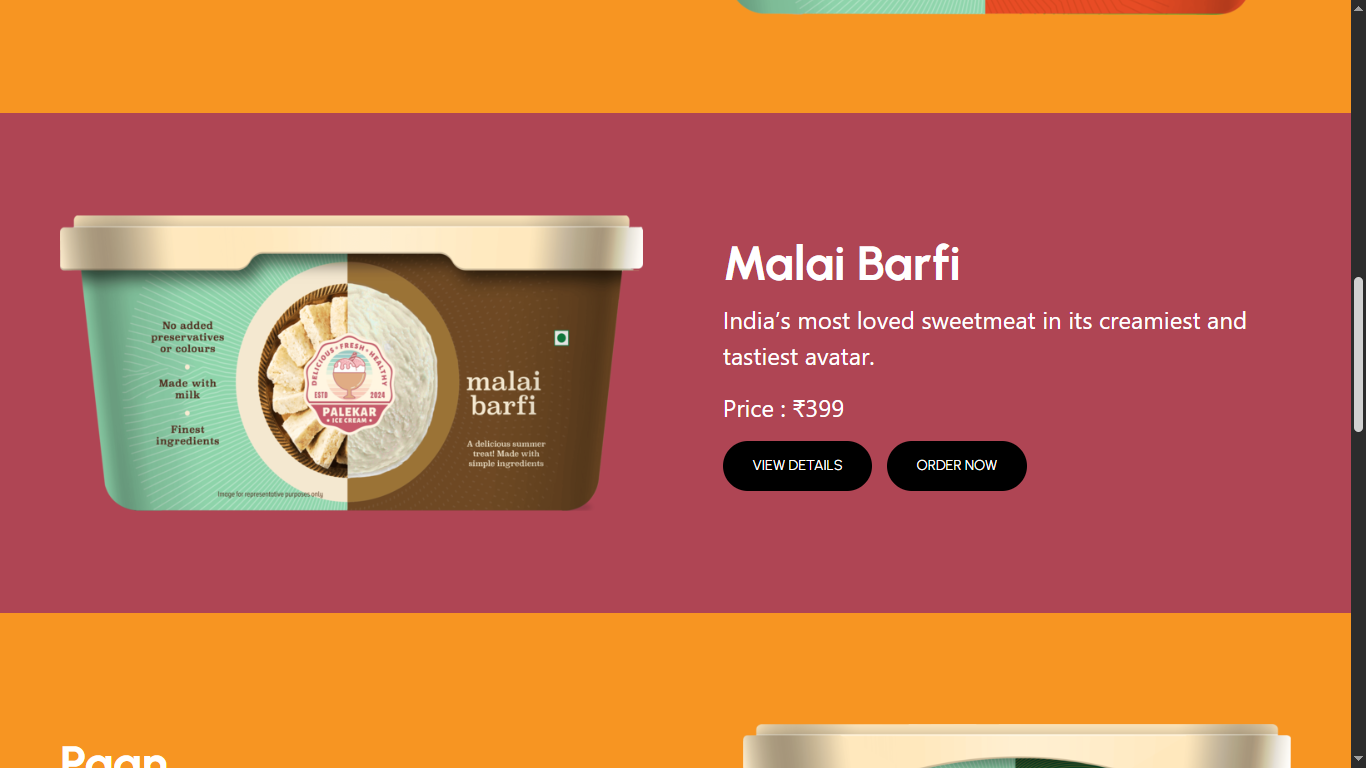 No added
preservatives
or colours
Made with
milk
Finest
ingredients
Image for representative purposes only
DELICIOUS • FRESH • HEALTHY
ESTD 2024
PALEKAR
• ICE CREAM •
malai
barfi
A delicious summer
treat! Made with
simple ingredients
Malai Barfi
India’s most loved sweetmeat in its creamiest and
tastiest avatar.
Price : ₹399
VIEW DETAILS ORDER NOW
Paan